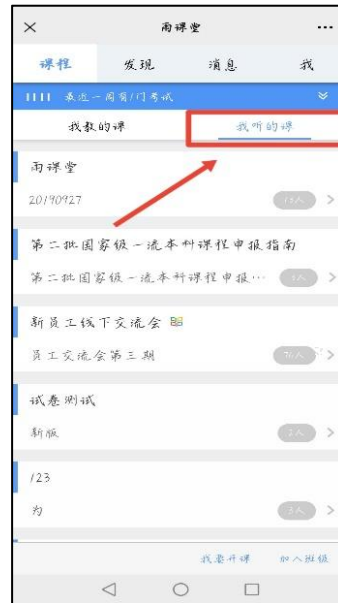 雨课堂
课程 发现 消息 我
最近一周有1门考试
我教的课 我听的课
雨课堂
20190927
第二批国家级一流本科课程申报指南
第二批国家级一流本科课程申报…
新员工线下交流会
员工交流会第三期
试卷测试
新版 2人
123
为 3人
我要开课 加入班级